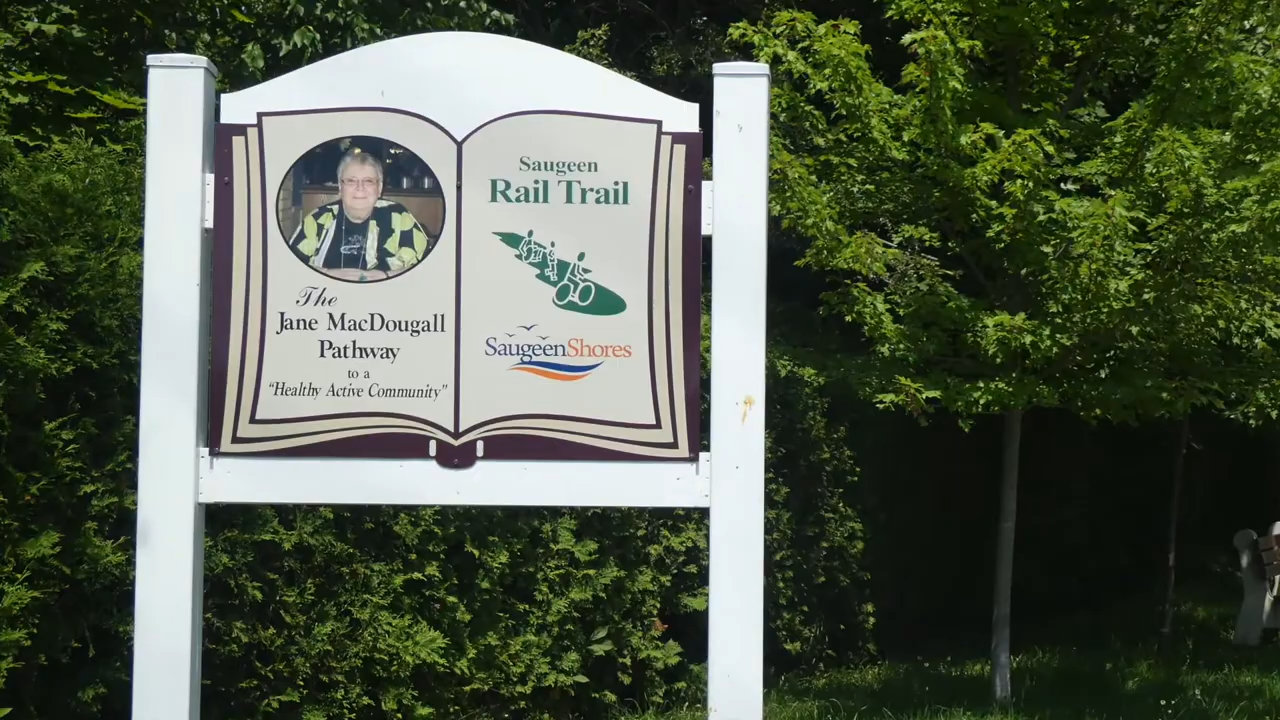 The
Jane MacDougall
Pathway
to a
"Healthy Active Community"
Saugeen
Rail Trail
SaugeenShores